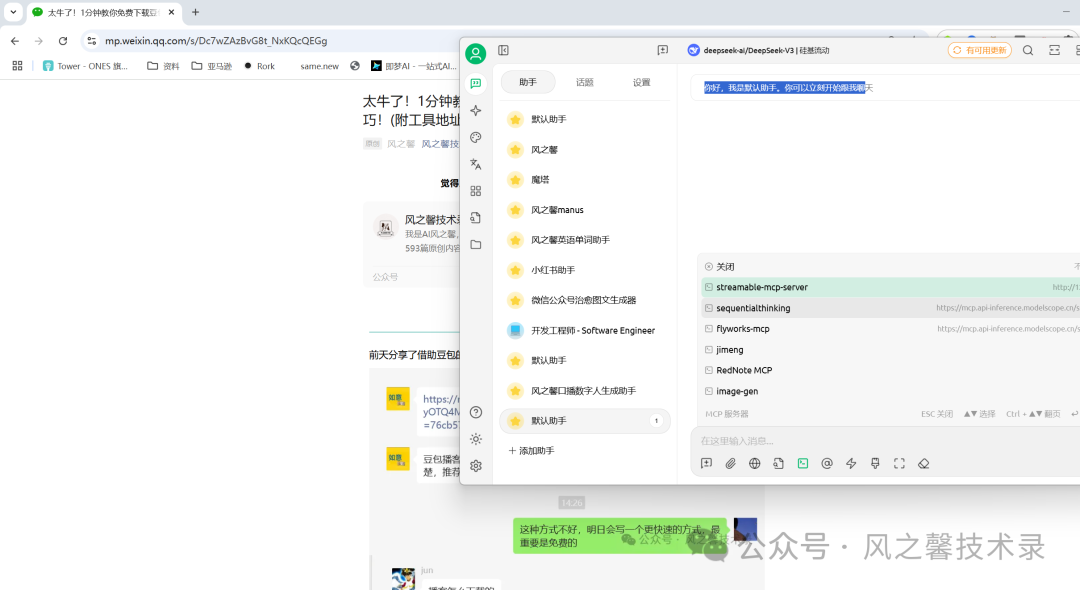 太牛了！1分钟教你免费下载豆
mp.weixin.qq.com/s/Dc7wZAzBvG8t_NxKQcQEGg
Tower - ONES 旗...
资料
亚马逊
Rork
same.new
即梦AI - 一站式AI...
太牛了！1分钟教
巧！(附工具地址
原创 风之馨 风之馨技
觉得
风之馨技术录
我是AI风之馨,
593篇原创内容
公众号
前天分享了借助豆包的
如意
https://
yOTQ4M
=76cb5
如意
豆包播客
楚，推荐
14:26
这种方式不好，明日会写一个更快速的方式，最
重要是免费的
jun
deepseek-ai/DeepSeek-V3 | 硅基流动
有可用更新
助手
话题
设置
默认助手
风之馨
魔塔
风之馨manus
风之馨英语单词助手
小红书助手
微信公众号治愈图文生成器
开发工程师 - Software Engineer
默认助手
风之馨口播数字人生成助手
默认助手
1
添加助手
你好，我是默认助手。你可以立刻开始跟我聊天
关闭
streamable-mcp-server
http://1
sequentialthinking
https://mcp.api-inference.modelscope.cn/s
flyworks-mcp
https://mcp.api-inference.modelscope.cn/s
jimeng
RedNote MCP
image-gen
MCP 服务器
ESC 关闭
▲▼ 选择
Ctrl + ▲▼ 翻页
在这里输入消息...
公众号 · 风之馨技术录
公众号 · 风之馨技术录